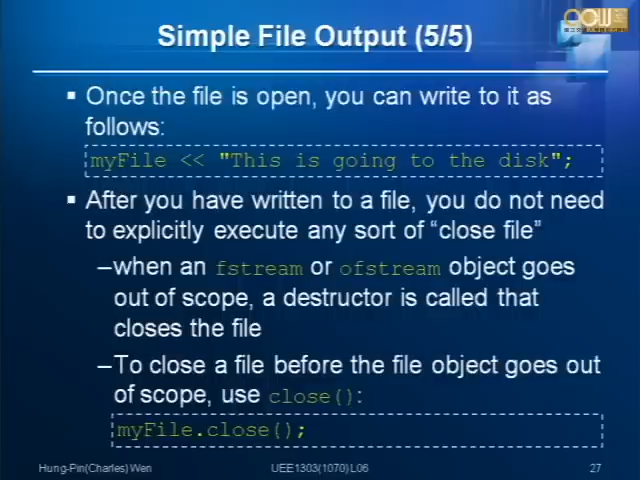 Simple File Output (5/5)
▪ Once the file is open, you can write to it as
follows:
myFile << "This is going to the disk";
▪ After you have written to a file, you do not need
to explicitly execute any sort of “close file”
–when an fstream or ofstream object goes
out of scope, a destructor is called that
closes the file
–To close a file before the file object goes out
of scope, use close():
myFile.close();
Hung-Pin(Charles) Wen
UEE1303(1070) L06
27